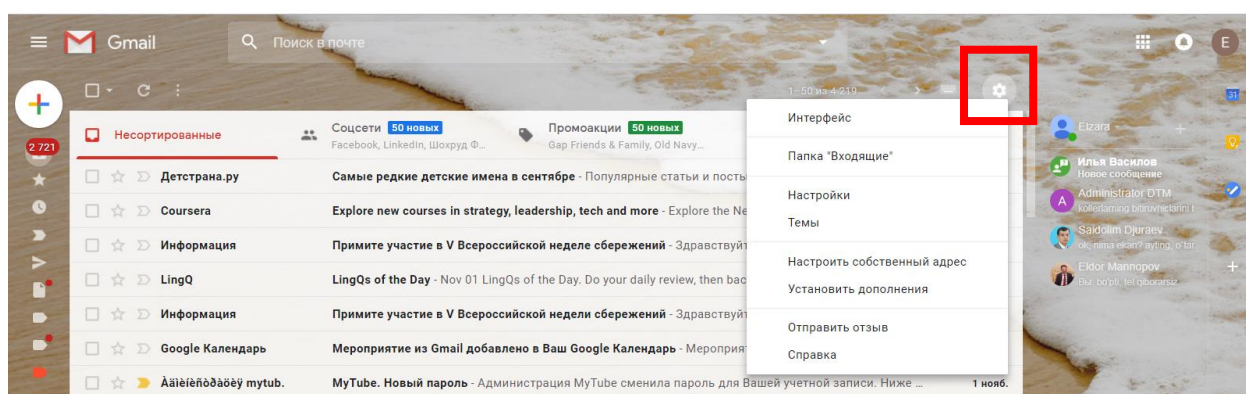 Gmail
Поиск в почте
E
1–50 из 4 219
31
2 721
Несортированные
Соцсети 50 новых
Facebook, LinkedIn, Шохруд Ф...
Промоакции 50 новых
Gap Friends & Family, Old Navy...
Детстрана.ру Самые редкие детские имена в сентябре - Популярные статьи и посты
Coursera Explore new courses in strategy, leadership, tech and more - Explore the Ne
Информация Примите участие в V Всероссийской неделе сбережений - Здравствуйт
LingQ LingQs of the Day - Nov 01 LingQs of the Day. Do your daily review, then bac
Информация Примите участие в V Всероссийской недели сбережений - Здравствуйт
Google Календарь Мероприятие из Gmail добавлено в Ваш Google Календарь - Мероприят
Àäìèíèñòðàöèÿ mytub. MyTube. Новый пароль - Администрация MyTube сменила пароль для Вашей учетной записи. Ниже ... 1 нояб.
Интерфейс
Папка "Входящие"
Настройки
Темы
Настроить собственный адрес
Установить дополнения
Отправить отзыв
Справка
Elzara
Илья Василов
Новое сообщение
A
Administrator DTM
Saidolim Djuraev
ok, nima ekan? ayting, o'tar
Eldor Mannopov
Вы: bo'pti, tel qiborarsiz